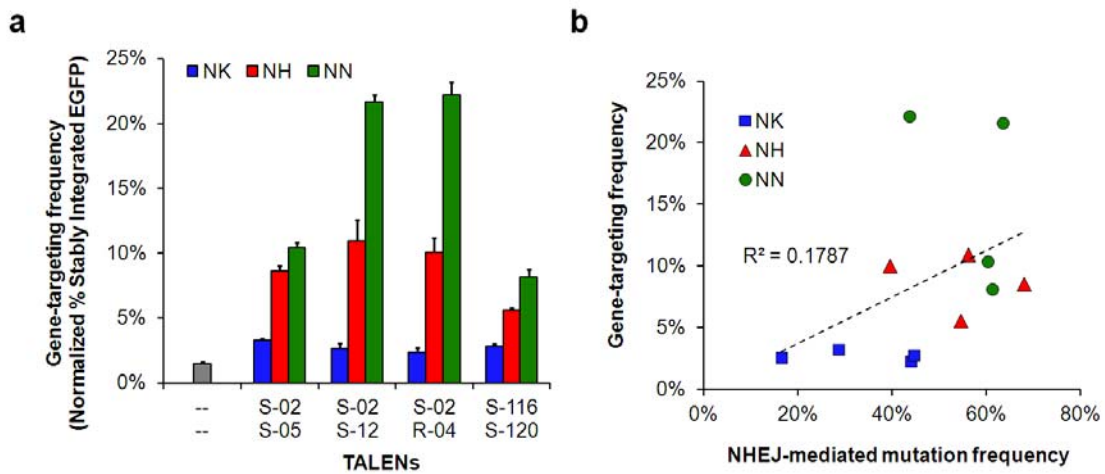 a
Gene-targeting frequency
(Normalized % Stably Integrated EGFP)
25%
20%
15%
10%
5%
0%
NK NH NN
-- S-02 S-02 S-02 S-116
-- S-05 S-12 R-04 S-120
TALENs
b
Gene-targeting frequency
25%
20%
15%
10%
5%
0%
NK
NH
NN
R² = 0.1787
0% 20% 40% 60% 80%
NHEJ-mediated mutation frequency